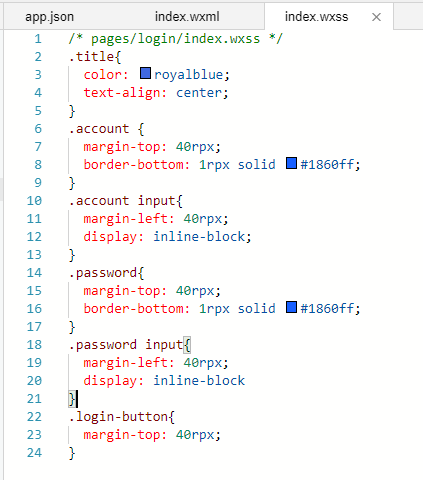 app.json index.wxml index.wxss ×
1 /* pages/login/index.wxss */
2 .title{
3 color: royalblue;
4 text-align: center;
5 }
6 .account {
7 margin-top: 40rpx;
8 border-bottom: 1rpx solid #1860ff;
9 }
10 .account input{
11 margin-left: 40rpx;
12 display: inline-block;
13 }
14 .password{
15 margin-top: 40rpx;
16 border-bottom: 1rpx solid #1860ff;
17 }
18 .password input{
19 margin-left: 40rpx;
20 display: inline-block
21 }
22 .login-button{
23 margin-top: 40rpx;
24 }